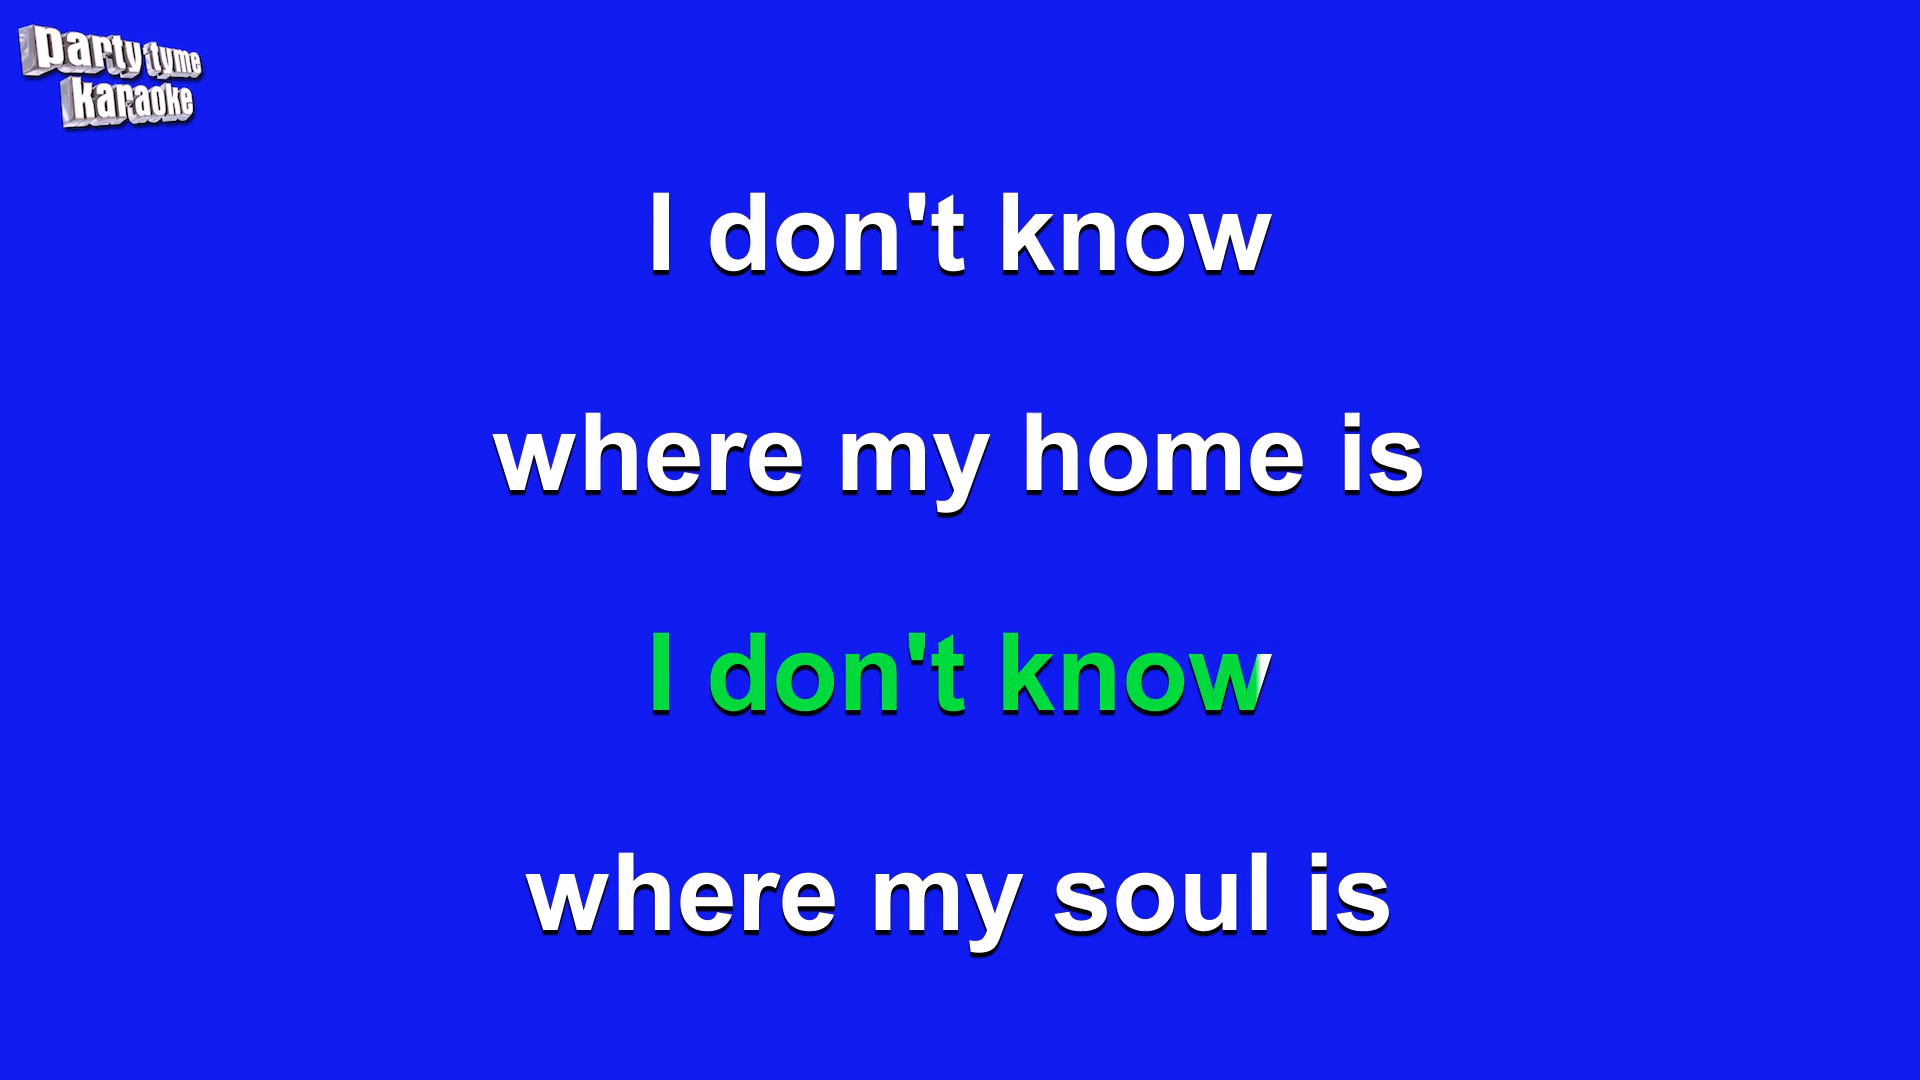 party tyme
karaoke
I don't know
where my home is
I don't know
where my soul is